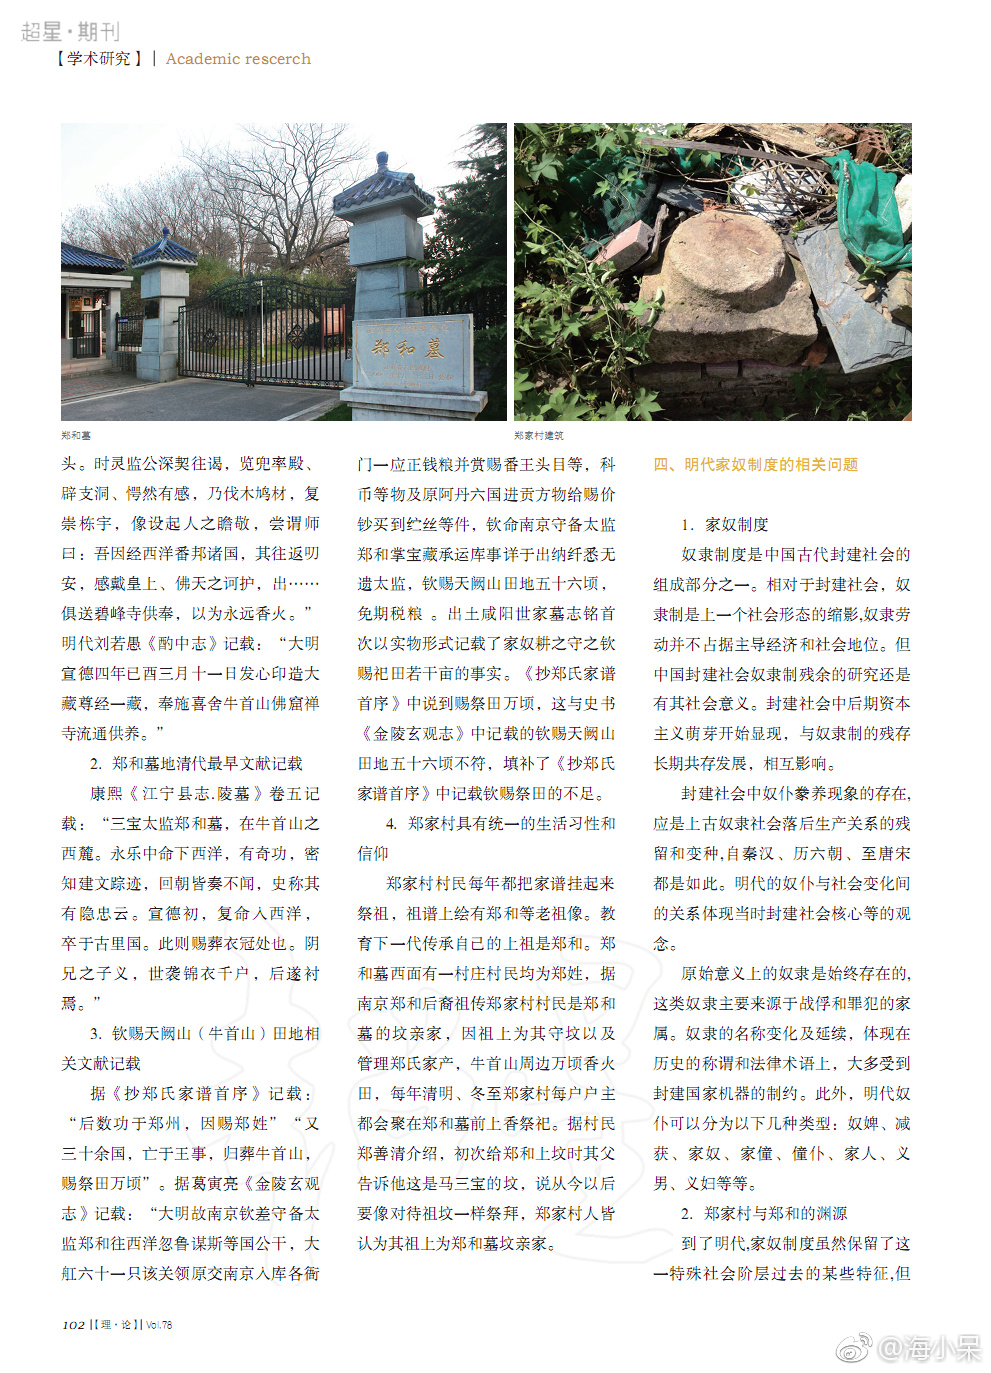 超星·期刊
【学术研究】 | Academic rescerch
郑和墓
郑和墓
郑家村建筑
头。时灵监公深契往谒，览兜率殿、
辟支洞、愕然有感，乃伐木鸠材，复
崇栋宇，像设起人之瞻敬，尝谓师
曰：吾因经西洋番邦诸国，其往返叨
安，感戴皇上、佛天之诃护，出……
俱送碧峰寺供奉，以为永远香火。”
明代刘若愚《酌中志》记载：“大明
宣德四年已酉三月十一日发心印造大
藏尊经一藏，奉施喜舍牛首山佛窟禅
寺流通供养。”
2. 郑和墓地清代最早文献记载
康熙《江宁县志.陵墓》卷五记
载：“三宝太监郑和墓，在牛首山之
西麓。永乐中命下西洋，有奇功，密
知建文踪迹，回朝皆奏不闻，史称其
有隐忠云。宣德初，复命入西洋，
卒于古里国。此则赐葬衣冠处也。阴
兄之子义，世袭锦衣千户，后遂衬
焉。”
3. 钦赐天阙山（牛首山）田地相
关文献记载
据《抄郑氏家谱首序》记载：
“后数功于郑州，因赐郑姓”“又
三十余国，亡于王事，归葬牛首山，
赐祭田万顷”。据葛寅亮《金陵玄观
志》记载：“大明故南京钦差守备太
监郑和往西洋忽鲁谋斯等国公干，大
舡六十一只该关领原交南京入库各衙
门一应正钱粮并赏赐番王头目等，科
币等物及原阿丹六国进贡方物给赐价
钞买到纻丝等件，钦命南京守备太监
郑和掌宝藏承运库事详于出纳纤悉无
遗太监，钦赐天阙山田地五十六顷，
免期税粮 。出土咸阳世家墓志铭首
次以实物形式记载了家奴耕之守之钦
赐祀田若干亩的事实。《抄郑氏家谱
首序》中说到赐祭田万顷，这与史书
《金陵玄观志》中记载的钦赐天阙山
田地五十六顷不符，填补了《抄郑氏
家谱首序》中记载钦赐祭田的不足。
4. 郑家村具有统一的生活习性和
信仰
郑家村村民每年都把家谱挂起来
祭祖，祖谱上绘有郑和等老祖像。教
育下一代传承自己的上祖是郑和。郑
和墓西面有一村庄村民均为郑姓，据
南京郑和后裔祖传郑家村村民是郑和
墓的坟亲家，因祖上为其守坟以及
管理郑氏家产，牛首山周边万顷香火
田，每年清明、冬至郑家村每户户主
都会聚在郑和墓前上香祭祀。据村民
郑善清介绍，初次给郑和上坟时其父
告诉他这是马三宝的坟，说从今以后
要像对待祖坟一样祭拜，郑家村人皆
认为其祖上为郑和墓坟亲家。
四、明代家奴制度的相关问题
1. 家奴制度
奴隶制度是中国古代封建社会的
组成部分之一。相对于封建社会，奴
隶制是上一个社会形态的缩影,奴隶劳
动并不占据主导经济和社会地位。但
中国封建社会奴隶制残余的研究还是
有其社会意义。封建社会中后期资本
主义萌芽开始显现，与奴隶制的残存
长期共存发展，相互影响。
封建社会中奴仆豢养现象的存在,
应是上古奴隶社会落后生产关系的残
留和变种,自秦汉、历六朝、至唐宋
都是如此。明代的奴仆与社会变化间
的关系体现当时封建社会核心等的观
念。
原始意义上的奴隶是始终存在的,
这类奴隶主要来源于战俘和罪犯的家
属。奴隶的名称变化及延续，体现在
历史的称谓和法律术语上，大多受到
封建国家机器的制约。此外，明代奴
仆可以分为以下几种类型：奴婢、减
获、家奴、家僮、僮仆、家人、义
男、义妇等等。
2. 郑家村与郑和的渊源
到了明代,家奴制度虽然保留了这
一特殊社会阶层过去的某些特征,但
102 |【理·论】| Vol.78
@海小呆